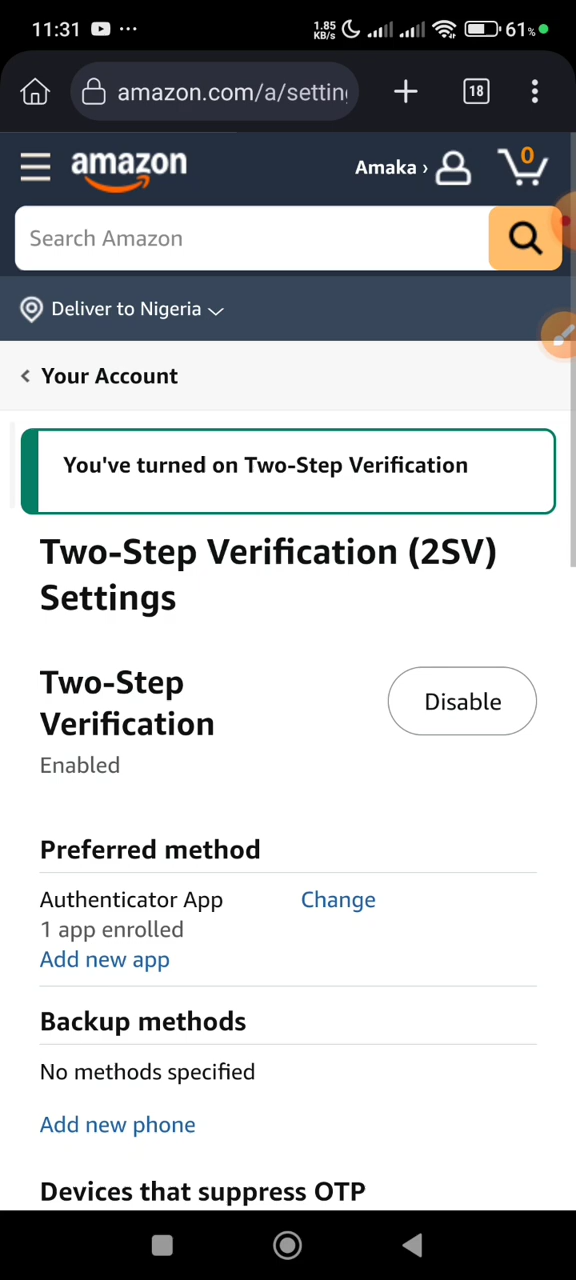 11:31 ... 1.85 KB/s 61%
amazon.com/a/settin 18
amazon Amaka › 0
Search Amazon
Deliver to Nigeria
Your Account
You've turned on Two-Step Verification
Two-Step Verification (2SV)
Settings
Two-Step
Verification
Disable
Enabled
Preferred method
Authenticator App Change
1 app enrolled
Add new app
Backup methods
No methods specified
Add new phone
Devices that suppress OTP